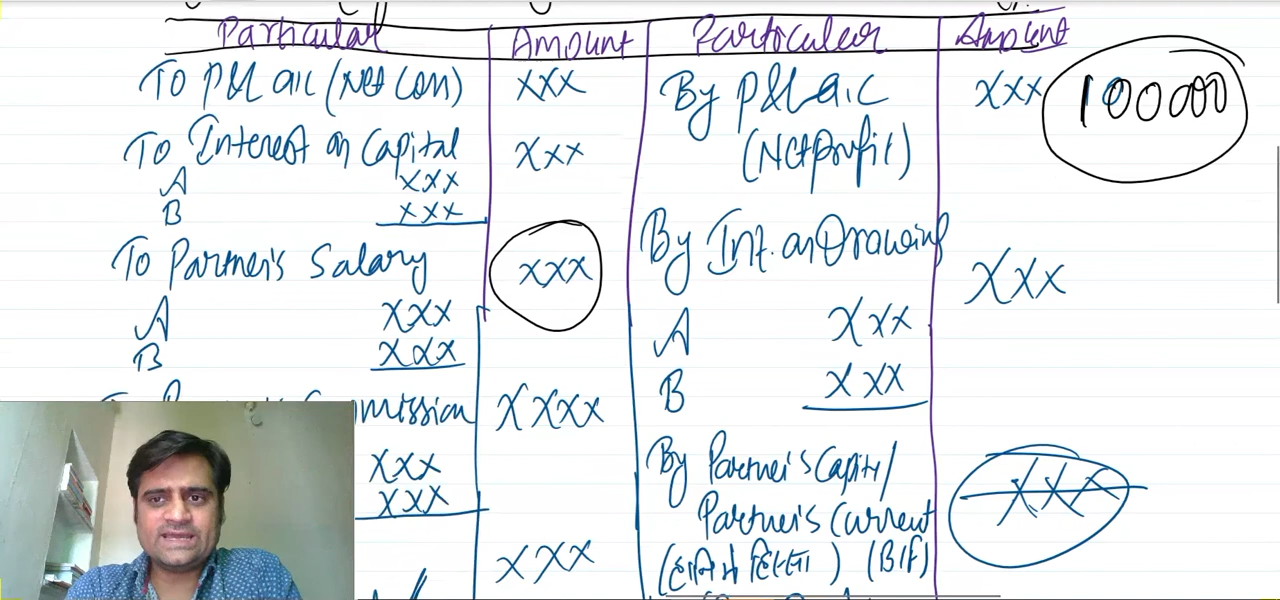 Particular Amount Particular Amount
To P&L a/c (Net Loss) XXX By P&L a/c XXX 100000
(Net profit)
To Interest on Capital XXX
A XXX
B XXX
To Partner's Salary XXX By Int. on Drawing XXX
A XXX A XXX
B XXX B XXX
mmission XXXX
XXX By Partner's Capital/ XXX
XXX Partner's Current
XXX (हानि में हिस्सा) (B/F)